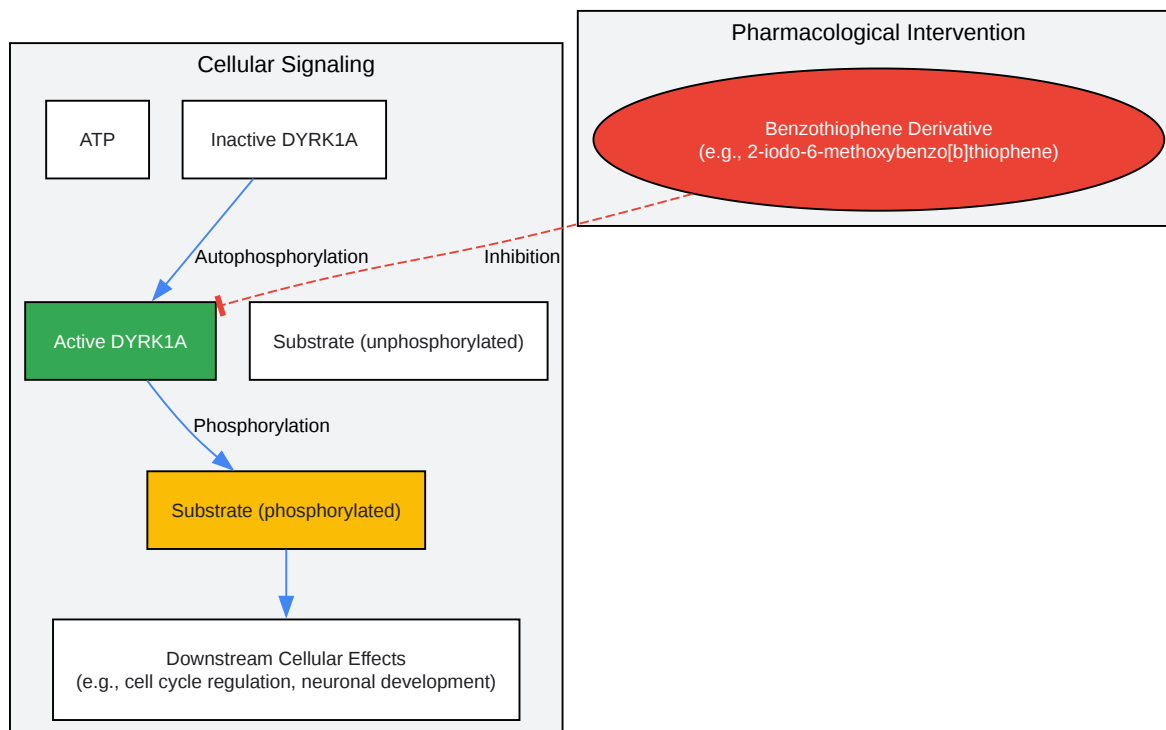 Pharmacological Intervention
Benzothiophene Derivative
(e.g., 2-iodo-6-methoxybenzo[b]thiophene)
Cellular Signaling
ATP
Inactive DYRK1A
Autophosphorylation
Inhibition
Active DYRK1A
Substrate (unphosphorylated)
Phosphorylation
Substrate (phosphorylated)
Downstream Cellular Effects
(e.g., cell cycle regulation, neuronal development)